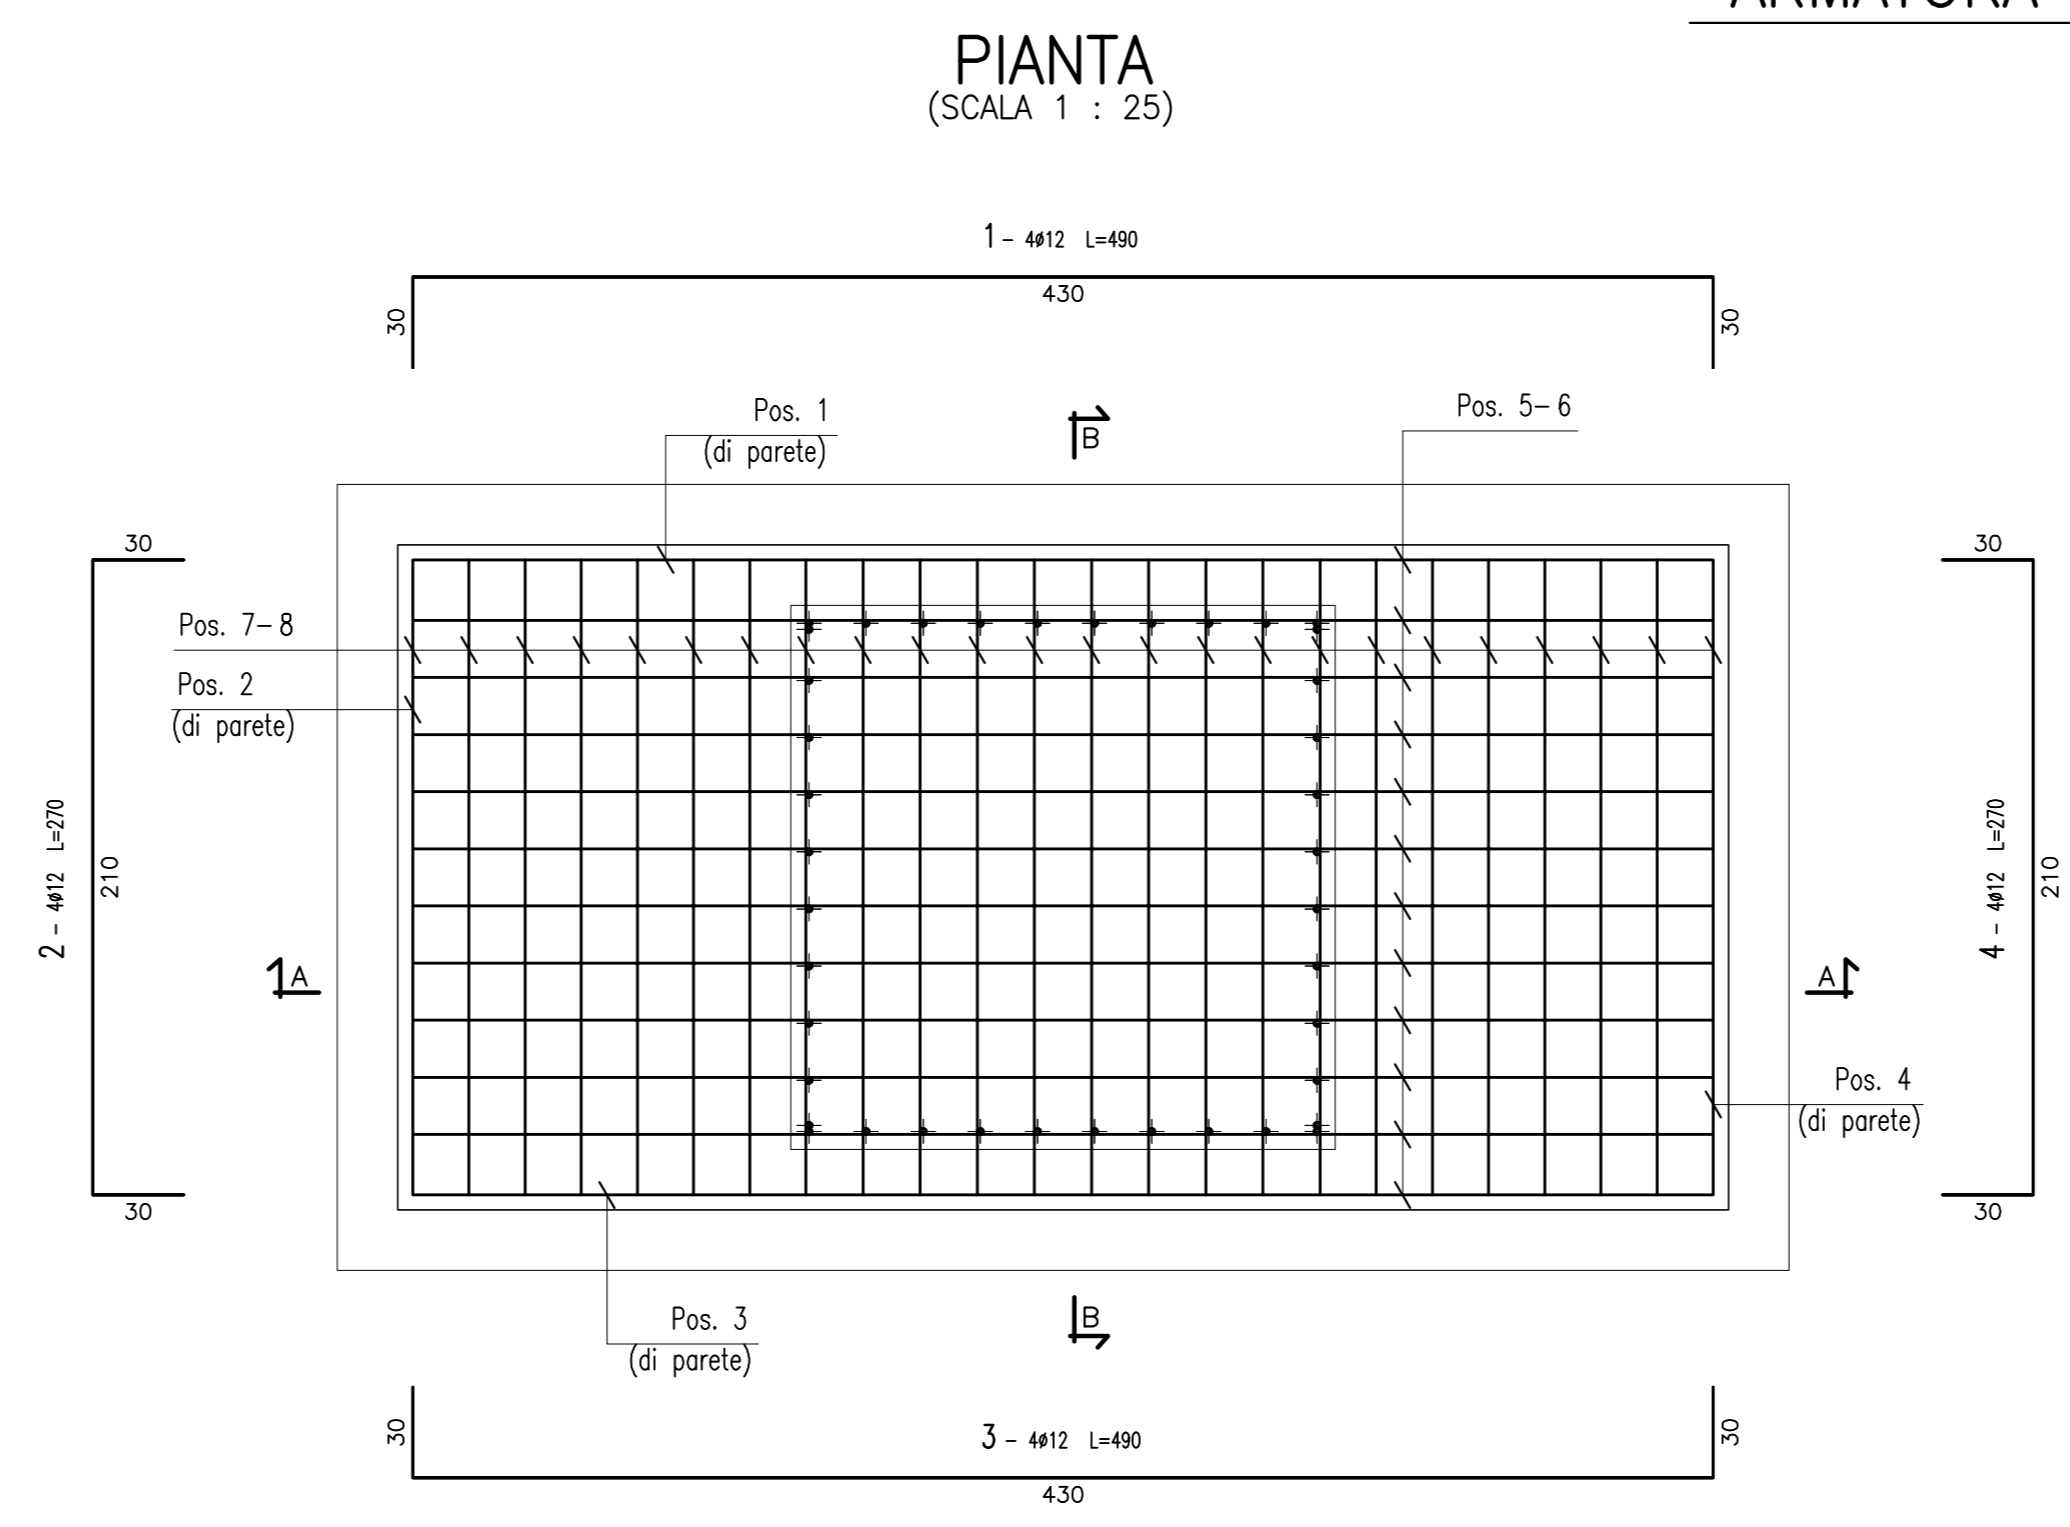 ARMATURA
PIANTA
(SCALA 1 : 25)
1 - 4ø12 L=490
430
30
30
Pos. 1
(di parete)
B
Pos. 5-6
30
30
Pos. 7-8
Pos. 2
(di parete)
2 - 4ø12 L=270
210
4 - 4ø12 L=270
210
A
A
Pos. 4
(di parete)
30
30
Pos. 3
(di parete)
B
30
30
3 - 4ø12 L=490
430